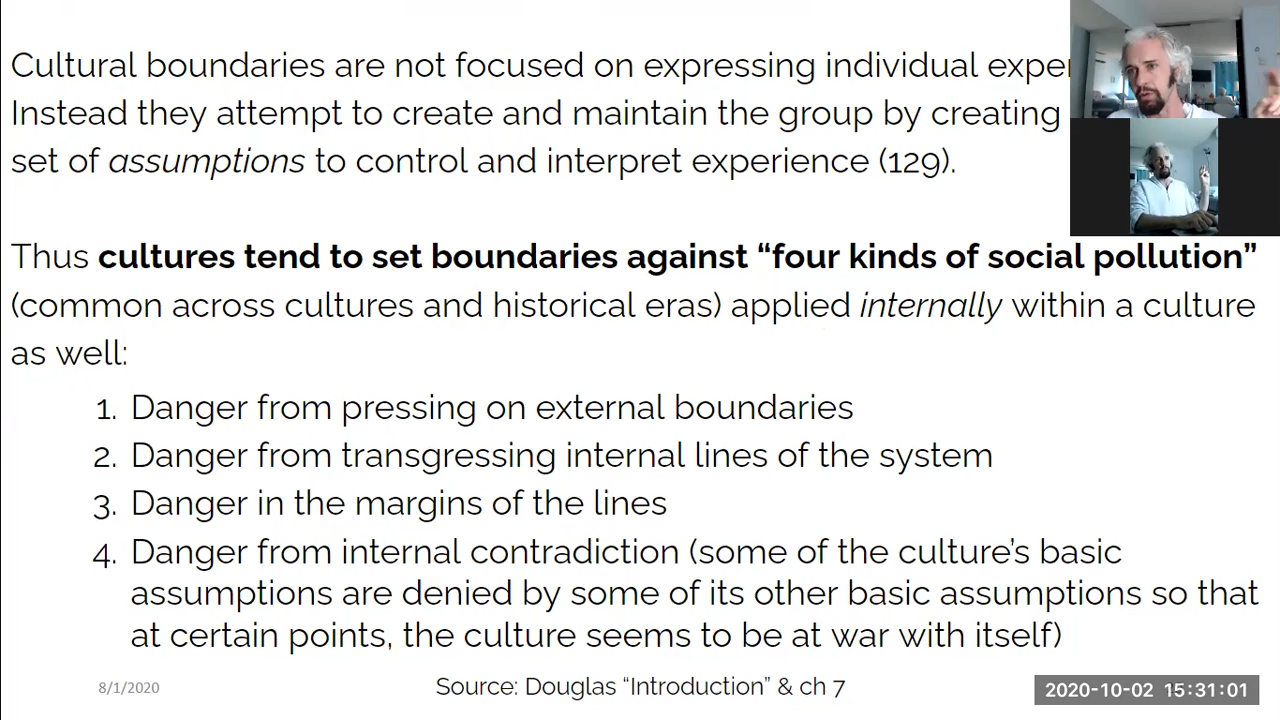 Cultural boundaries are not focused on expressing individual
Instead they attempt to create and maintain the group by creating
set of assumptions to control and interpret experience (129).
Thus cultures tend to set boundaries against “four kinds of social pollution”
(common across cultures and historical eras) applied internally within a culture
as well:
1. Danger from pressing on external boundaries
2. Danger from transgressing internal lines of the system
3. Danger in the margins of the lines
4. Danger from internal contradiction (some of the culture’s basic
assumptions are denied by some of its other basic assumptions so that
at certain points, the culture seems to be at war with itself)
8/1/2020
Source: Douglas “Introduction” & ch 7
2020-10-02 15:31:01